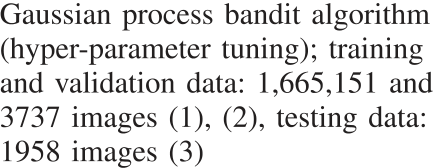 Gaussian process bandit algorithm
(hyper-parameter tuning); training
and validation data: 1,665,151 and
3737 images (1), (2), testing data:
1958 images (3)